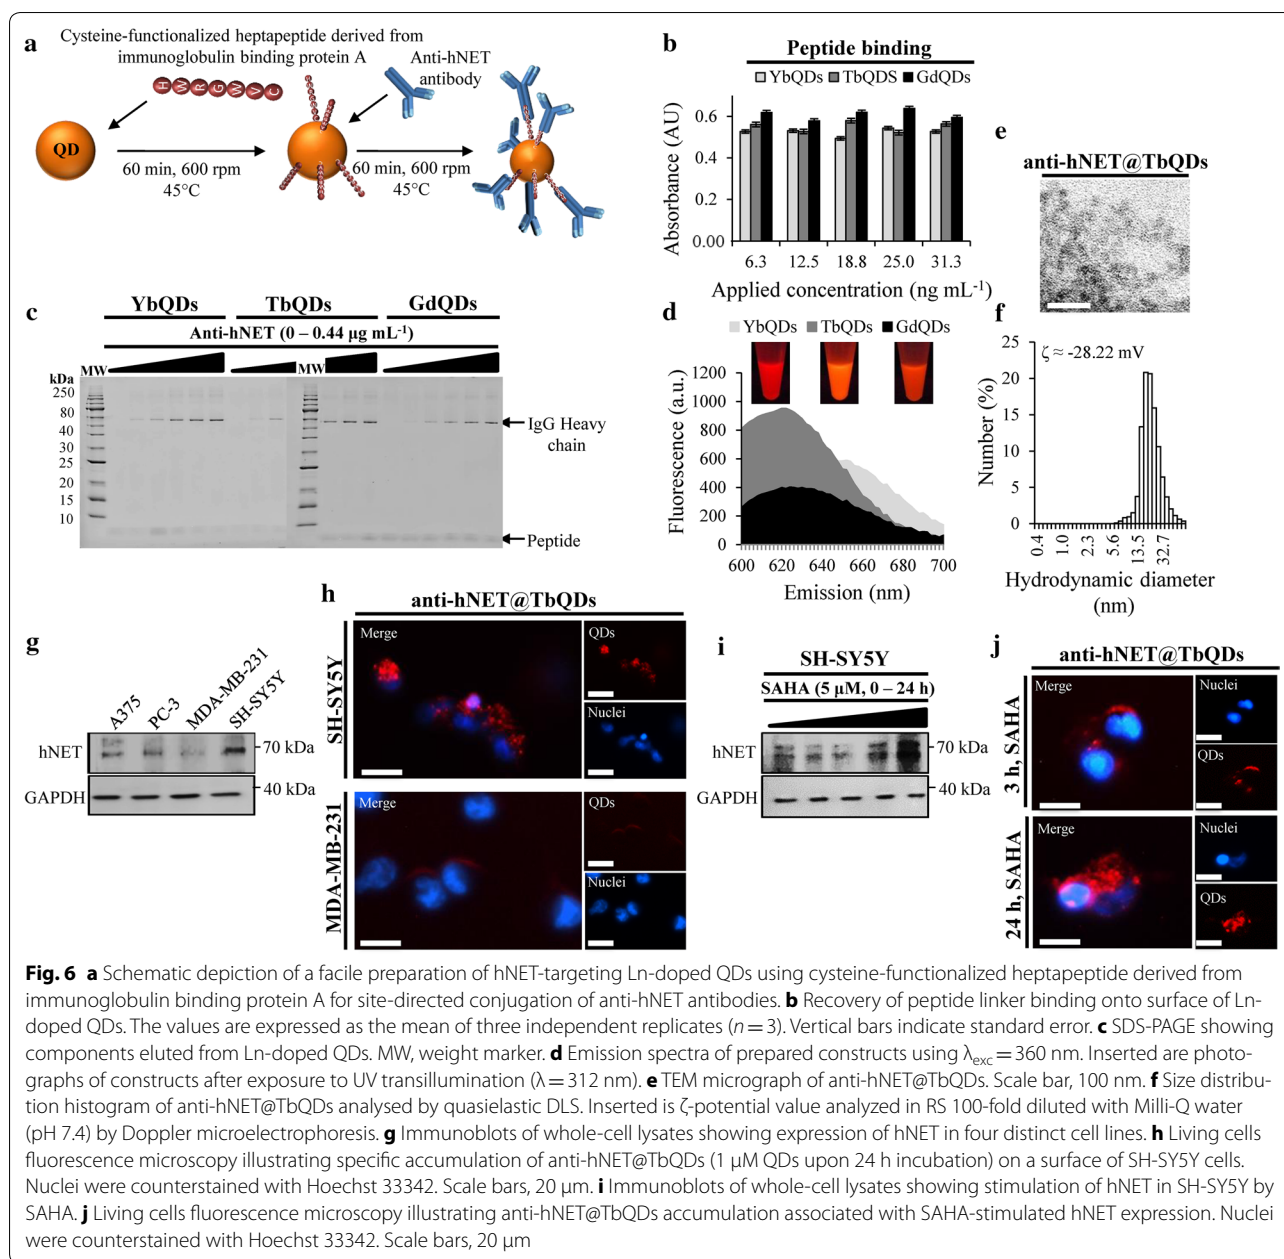 a
Cysteine-functionalized heptapeptide derived from
immunoglobulin binding protein A
Anti-hNET
antibody
H W R G W V C
QD
60 min, 600 rpm
45°C
60 min, 600 rpm
45°C
b
Peptide binding
YbQDs TbQDS GdQDs
Absorbance (AU)
0.6
0.4
0.2
0.00
6.3 12.5 18.8 25.0 31.3
Applied concentration (ng mL⁻¹)
e
anti-hNET@TbQDs
c
YbQDs TbQDs GdQDs
Anti-hNET (0 – 0.44 µg mL⁻¹)
MW MW
kDa
250
80
40
30
25
20
15
10
IgG Heavy
chain
Peptide
d
YbQDs TbQDs GdQDs
Fluorescence (a.u.)
1200
1000
800
600
400
200
0
600 620 640 660 680 700
Emission (nm)
f
ζ ≈ -28.22 mV
Number (%)
25
20
15
10
5
0
0.4 1.0 2.3 5.6 13.5 32.7
Hydrodynamic diameter
(nm)
g
A375 PC-3 MDA-MB-231 SH-SY5Y
hNET
70 kDa
GAPDH
40 kDa
h
anti-hNET@TbQDs
SH-SY5Y
Merge
QDs
Nuclei
MDA-MB-231
Merge
QDs
Nuclei
i
SH-SY5Y
SAHA (5 µM, 0 – 24 h)
hNET
70 kDa
GAPDH
40 kDa
j
anti-hNET@TbQDs
3 h, SAHA
Merge
Nuclei
QDs
24 h, SAHA
Merge
Nuclei
QDs
Fig. 6 a Schematic depiction of a facile preparation of hNET-targeting Ln-doped QDs using cysteine-functionalized heptapeptide derived from
immunoglobulin binding protein A for site-directed conjugation of anti-hNET antibodies. b Recovery of peptide linker binding onto surface of Ln-
doped QDs. The values are expressed as the mean of three independent replicates (n = 3). Vertical bars indicate standard error. c SDS-PAGE showing
components eluted from Ln-doped QDs. MW, weight marker. d Emission spectra of prepared constructs using λexc = 360 nm. Inserted are photo-
graphs of constructs after exposure to UV transillumination (λ = 312 nm). e TEM micrograph of anti-hNET@TbQDs. Scale bar, 100 nm. f Size distribu-
tion histogram of anti-hNET@TbQDs analysed by quasielastic DLS. Inserted is ζ-potential value analyzed in RS 100-fold diluted with Milli-Q water
(pH 7.4) by Doppler microelectrophoresis. g Immunoblots of whole-cell lysates showing expression of hNET in four distinct cell lines. h Living cells
fluorescence microscopy illustrating specific accumulation of anti-hNET@TbQDs (1 µM QDs upon 24 h incubation) on a surface of SH-SY5Y cells.
Nuclei were counterstained with Hoechst 33342. Scale bars, 20 µm. i Immunoblots of whole-cell lysates showing stimulation of hNET in SH-SY5Y by
SAHA. j Living cells fluorescence microscopy illustrating anti-hNET@TbQDs accumulation associated with SAHA-stimulated hNET expression. Nuclei
were counterstained with Hoechst 33342. Scale bars, 20 µm